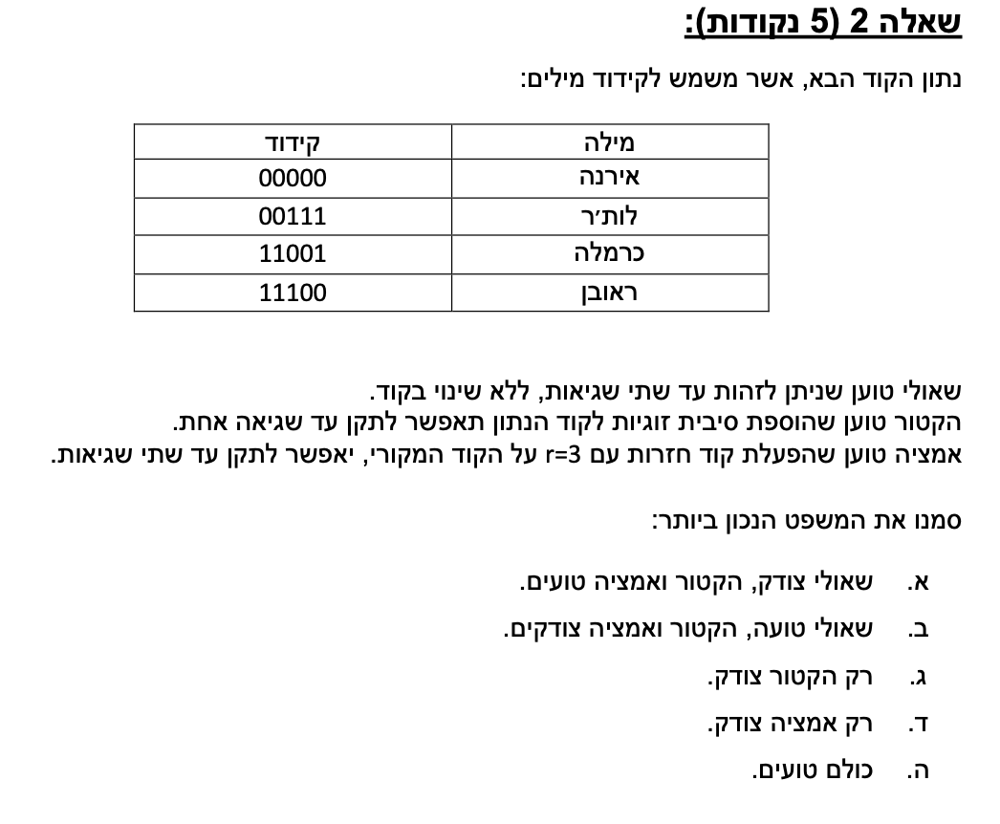 שאלה 2 (5 נקודות):
נתון הקוד הבא, אשר משמש לקידוד מילים:
מילה קידוד
אירנה 00000
לות׳ר 00111
כרמלה 11001
ראובן 11100
שאולי טוען שניתן לזהות עד שתי שגיאות, ללא שינוי בקוד.
הקטור טוען שהוספת סיבית זוגיות לקוד הנתון תאפשר לתקן עד שגיאה אחת.
אמציה טוען שהפעלת קוד חזרות עם r=3 על הקוד המקורי, יאפשר לתקן עד שתי שגיאות.
סמנו את המשפט הנכון ביותר:
א. שאולי צודק, הקטור ואמציה טועים.
ב. שאולי טועה, הקטור ואמציה צודקים.
ג. רק הקטור צודק.
ד. רק אמציה צודק.
ה. כולם טועים.